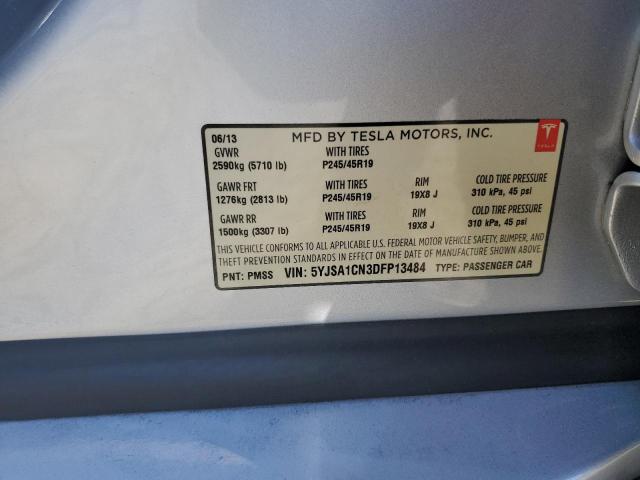 06/13 MFD BY TESLA MOTORS, INC.
TESLA
GVWR WITH TIRES
2590kg (5710 lb) P245/45R19
GAWR FRT WITH TIRES RIM COLD TIRE PRESSURE
1276kg (2813 lb) P245/45R19 19X8 J 310 kPa, 45 psi
GAWR RR WITH TIRES RIM COLD TIRE PRESSURE
1500kg (3307 lb) P245/45R19 19X8 J 310 kPa, 45 psi
THIS VEHICLE CONFORMS TO ALL APPLICABLE U.S. FEDERAL MOTOR VEHICLE SAFETY, BUMPER, AND
THEFT PREVENTION STANDARDS IN EFFECT ON THE DATE OF MANUFACTURE SHOWN ABOVE.
PNT: PMSS VIN: 5YJSA1CN3DFP13484 TYPE: PASSENGER CAR